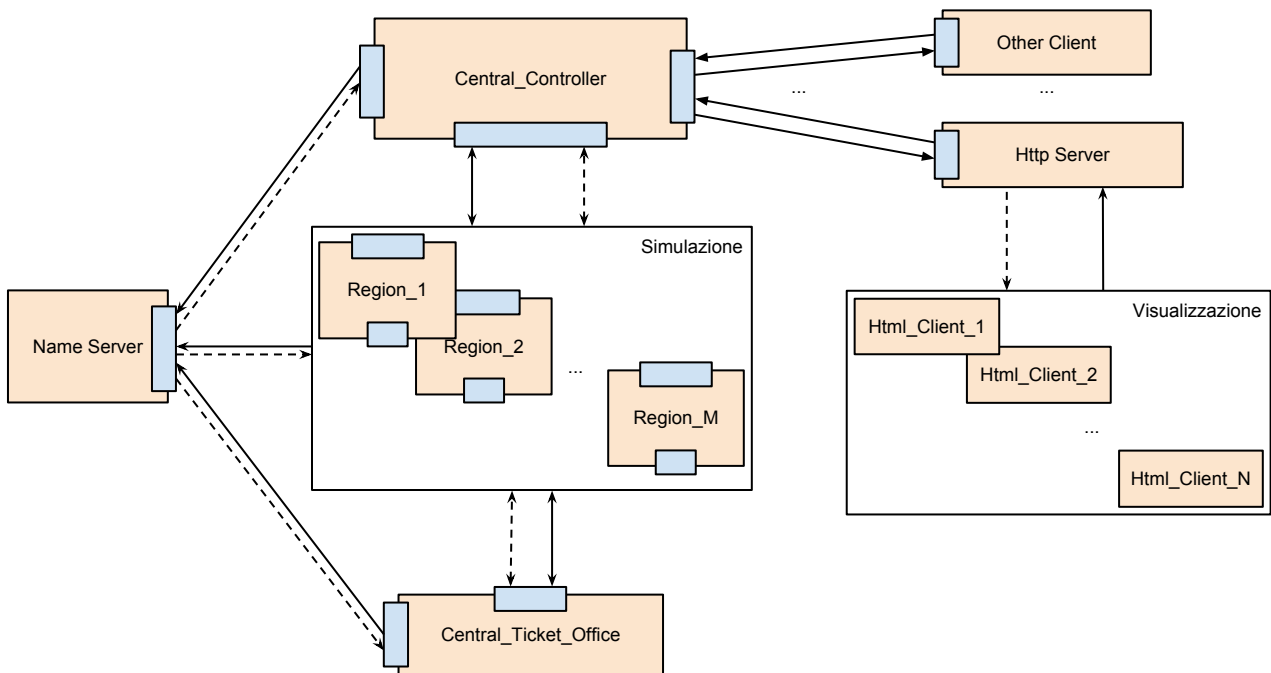 Other Client
Central_Controller
...
...
Http Server
Simulazione
Region_1
Visualizzazione
Html_Client_1
Name Server
Region_2
...
Html_Client_2
Region_M
...
Html_Client_N
Central_Ticket_Office